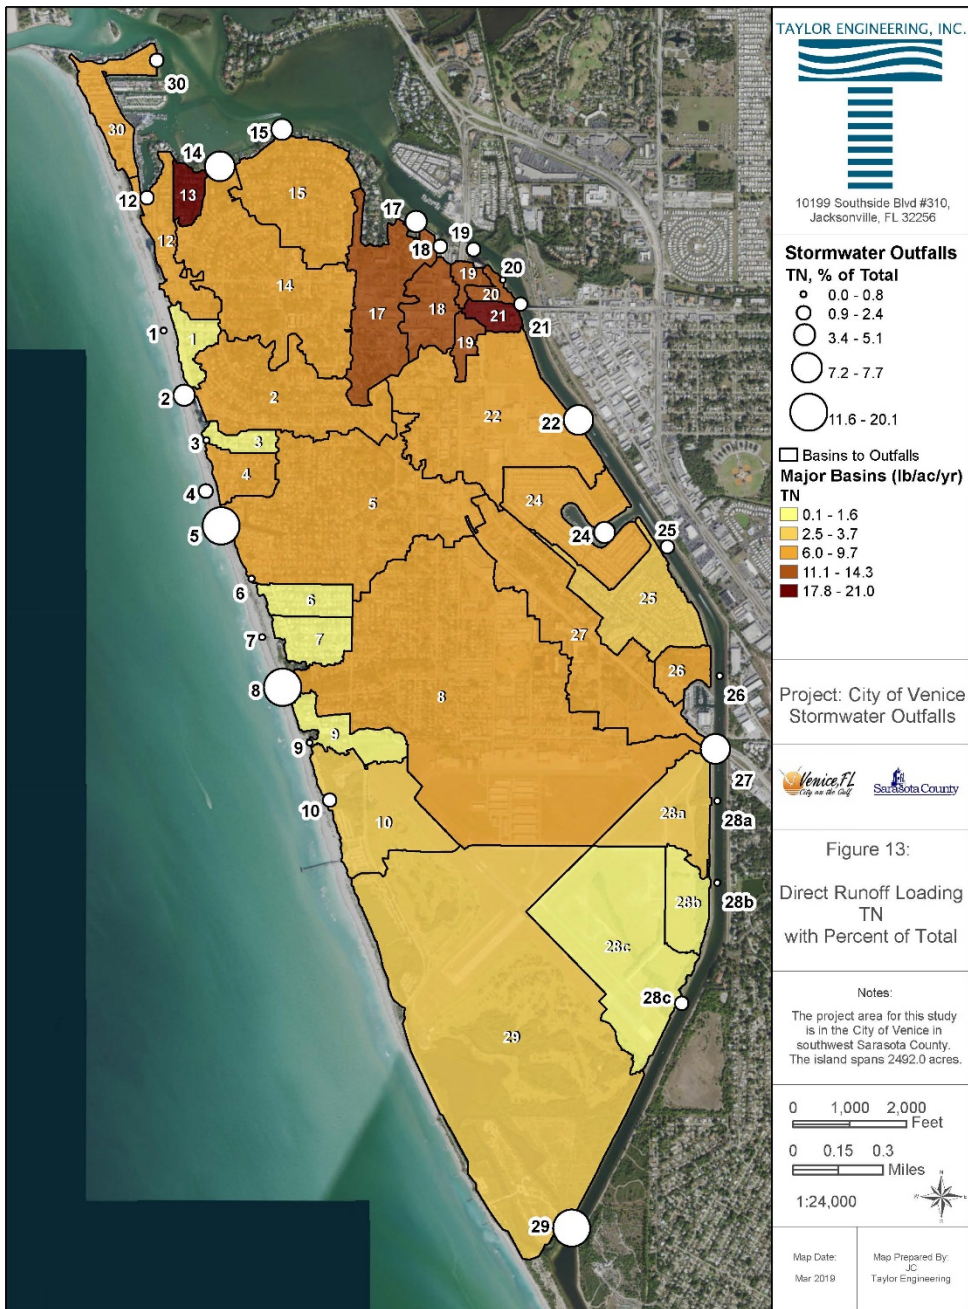 30
15
14
30
13
15
12
17
12
18
19
14
19
20
20
17
18
21
21
1
1
19
2
2
22
22
3
3
4
4
5
24
5
24
25
6
6
25
7
7
27
26
26
8
8
9
9
27
10
10
28a
28a
28b
28b
28c
28c
29
29
TAYLOR ENGINEERING, INC.
10199 Southside Blvd #310,
Jacksonville, FL 32256
Stormwater Outfalls
TN, % of Total
0.0 - 0.8
0.9 - 2.4
3.4 - 5.1
7.2 - 7.7
11.6 - 20.1
Basins to Outfalls
Major Basins (lb/ac/yr)
TN
0.1 - 1.6
2.5 - 3.7
6.0 - 9.7
11.1 - 14.3
17.8 - 21.0
Project: City of Venice
Stormwater Outfalls
Venice, FL
City on the Gulf
Sarasota County
Figure 13:
Direct Runoff Loading
TN
with Percent of Total
Notes:
The project area for this study
is in the City of Venice in
southwest Sarasota County.
The island spans 2492.0 acres.
0 1,000 2,000
Feet
0 0.15 0.3
Miles
1:24,000
N
W E
S
Map Date:
Mar 2019
Map Prepared By:
JC
Taylor Engineering